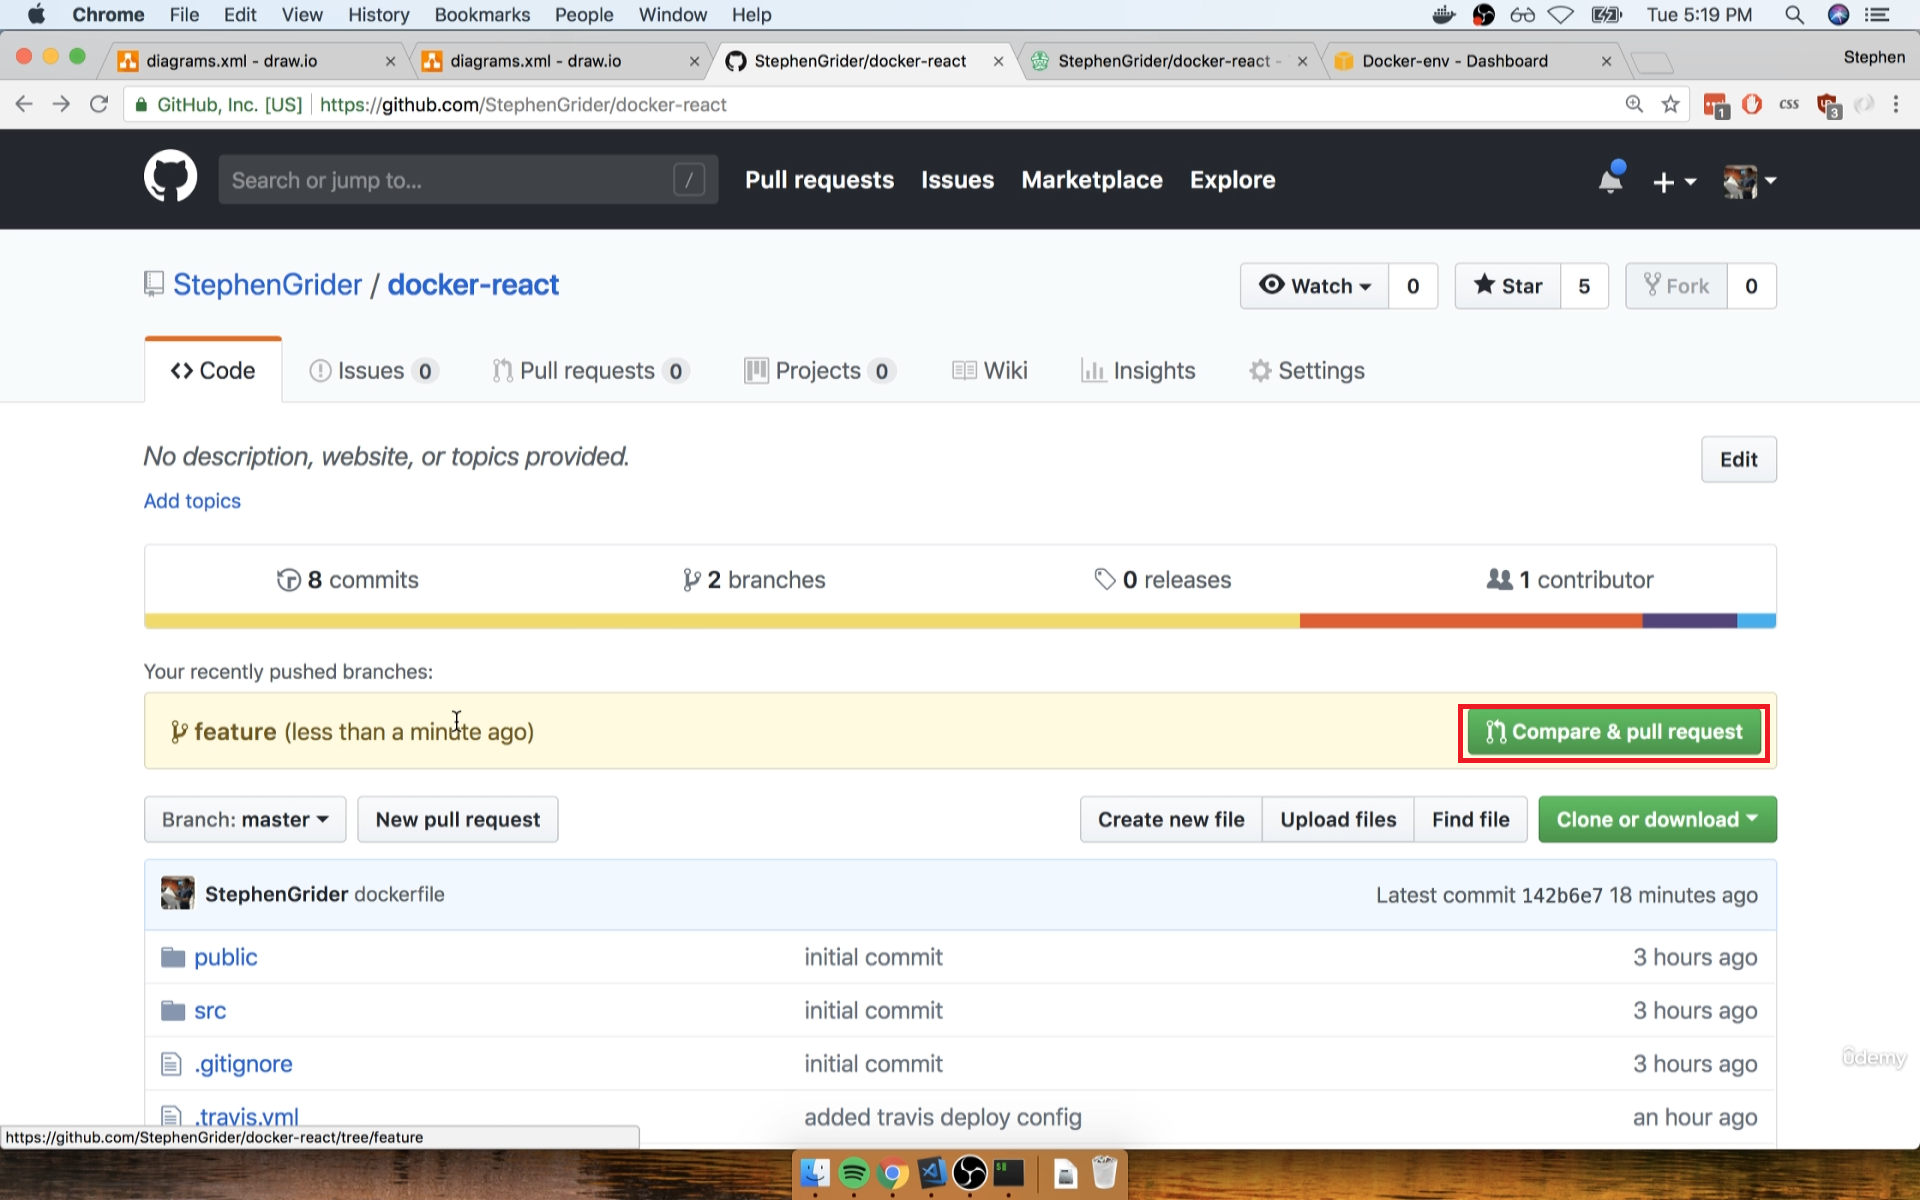 Chrome File Edit View History Bookmarks People Window Help Tue 5:19 PM
diagrams.xml - draw.io diagrams.xml - draw.io StephenGrider/docker-react StephenGrider/docker-react - Docker-env - Dashboard Stephen
GitHub, Inc. [US] https://github.com/StephenGrider/docker-react 1 css 3
Search or jump to... / Pull requests Issues Marketplace Explore
StephenGrider / docker-react Watch 0 Star 5 Fork 0
Code Issues 0 Pull requests 0 Projects 0 Wiki Insights Settings
No description, website, or topics provided. Edit
Add topics
8 commits 2 branches 0 releases 1 contributor
Your recently pushed branches:
feature (less than a minute ago) Compare & pull request
Branch: master New pull request Create new file Upload files Find file Clone or download
StephenGrider dockerfile Latest commit 142b6e7 18 minutes ago
public initial commit 3 hours ago
src initial commit 3 hours ago
.gitignore initial commit 3 hours ago
.travis.yml added travis deploy config an hour ago
https://github.com/StephenGrider/docker-react/tree/feature
ûdemy